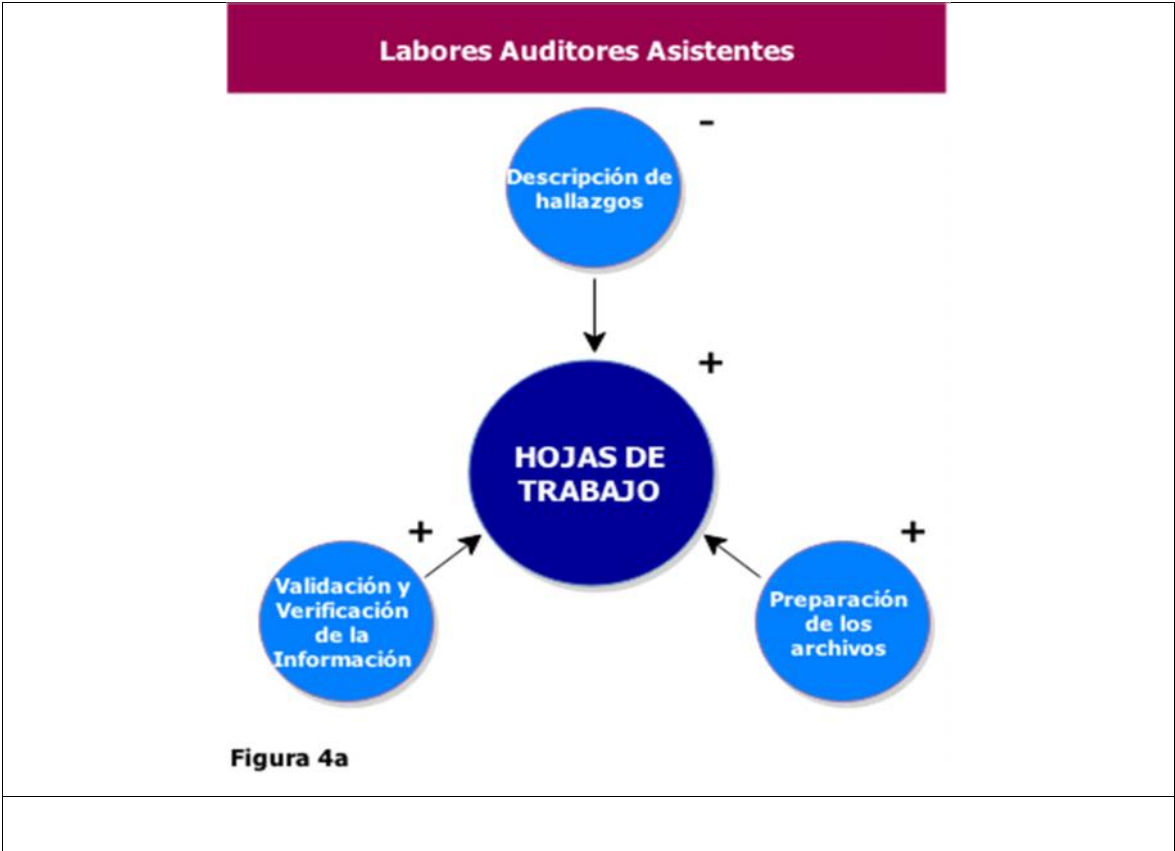 Labores Auditores Asistentes
-
Descripción de
hallazgos
+
HOJAS DE
TRABAJO
+
Validación y
Verificación
de la
Información
+
Preparación
de los
archivos
Figura 4a